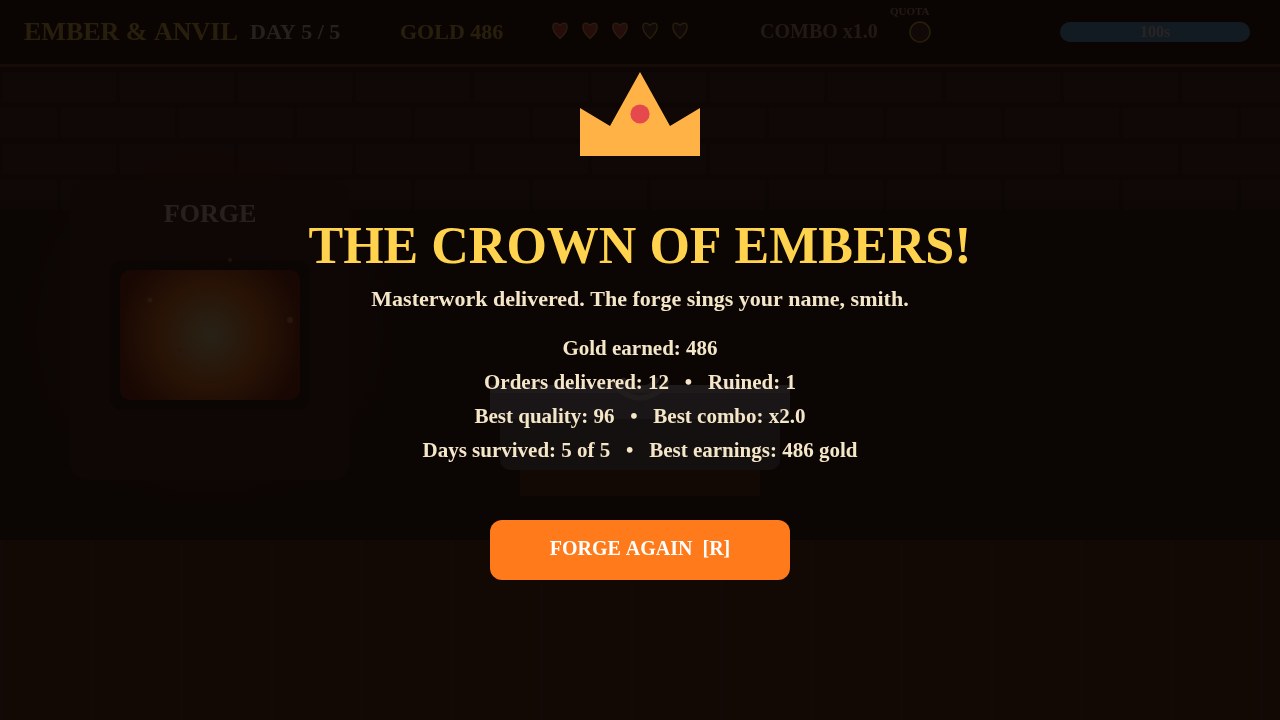 EMBER & ANVIL DAY 5 / 5 GOLD 486 COMBO x1.0 QUOTA 100s
FORGE
THE CROWN OF EMBERS!
Masterwork delivered. The forge sings your name, smith.
Gold earned: 486
Orders delivered: 12 • Ruined: 1
Best quality: 96 • Best combo: x2.0
Days survived: 5 of 5 • Best earnings: 486 gold
FORGE AGAIN [R]